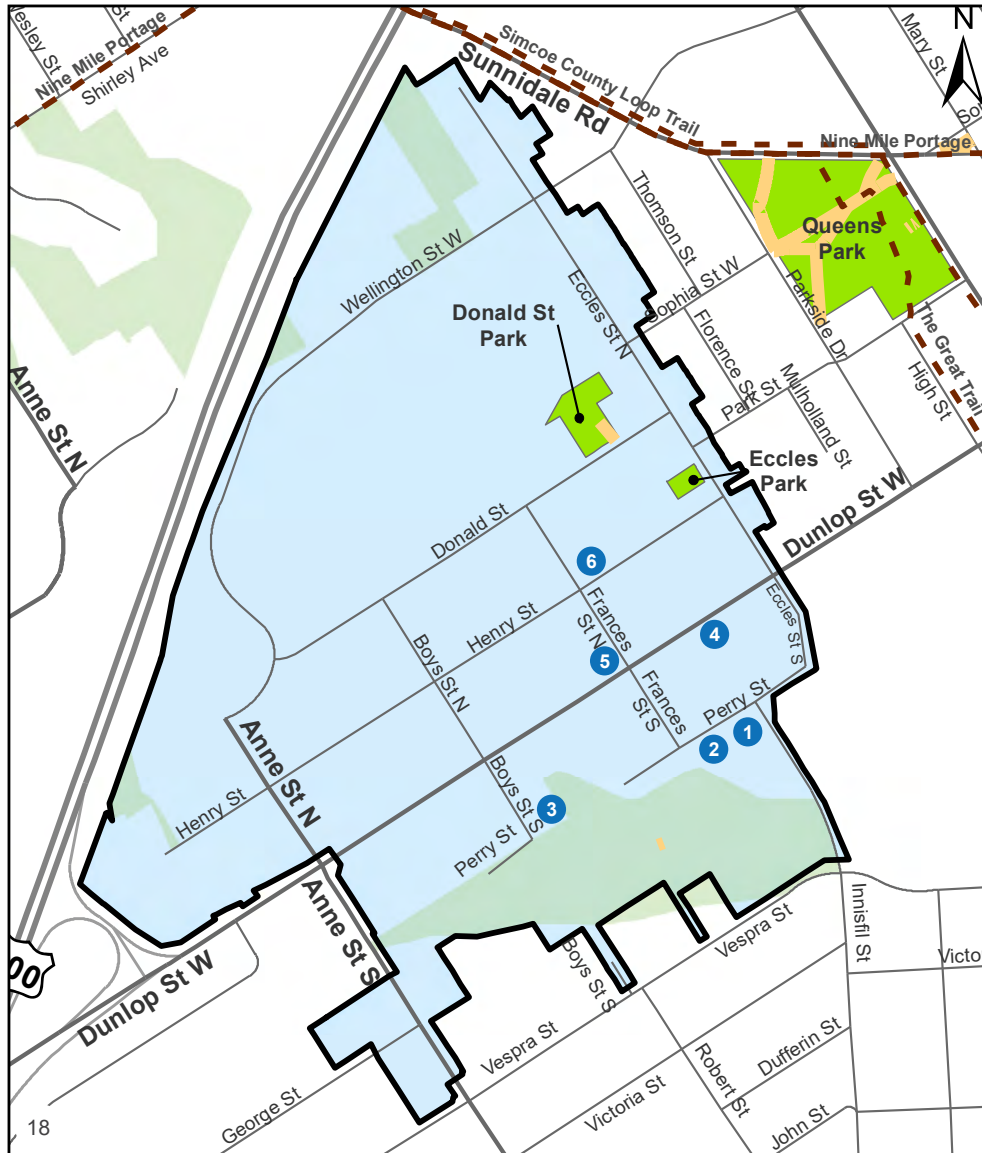 Nine Mile Portage
Shirley Ave
Simcoe County Loop Trail
Sunnidale Rd
Mary St
N
Nine Mile Portage
Thomson St
Queens
Park
Wellington St W
Eccles St N
Sophia St W
Parkside Dr
Donald St
Park
Florence St
The Great Trail
High St
Park St
Mulholland St
Anne St N
Eccles
Park
Dunlop St W
Donald St
6
Henry St
Frances
St N
Eccles St S
4
Boys St N
5
Frances
St S
Perry St
1
2
Anne St N
Boys St S
3
Henry St
Perry St
Anne St S
Innisfil St
Vespra St
Boys St S
00
Dunlop St W
Vespra St
Robert St
Dufferin St
George St
Victoria St
John St
18